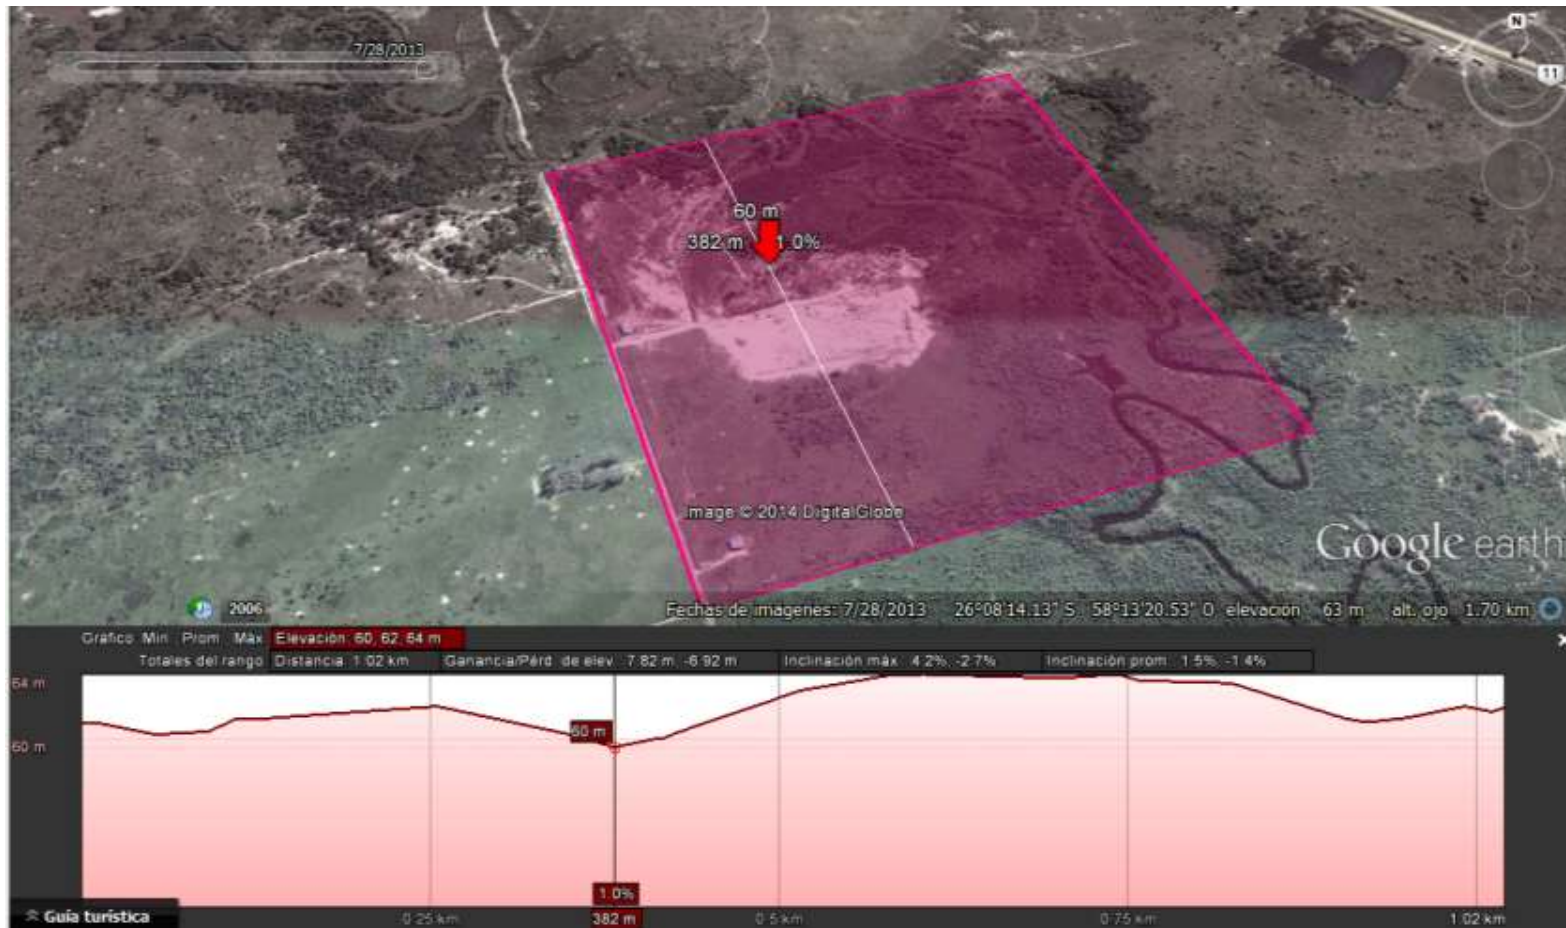 N
7/28/2013
11
60 m
382 m 1.0%
Image © 2014 DigitalGlobe
Google earth
2006
Fechas de imágenes: 7/28/2013 26°08'14.13" S 58°13'20.53" O elevación 63 m alt. ojo 1.70 km
Gráfico Mín Prom Máx Elevación: 60, 62, 64 m
Totales del rango Distancia: 1.02 km Ganancia/Pérd. de elev. 7.82 m, -6.92 m Inclinación máx. 4.2%, -2.7% Inclinación prom. 1.5%, -1.4%
64 m
60 m
60 m
1.0%
Guía turística
0.25 km 382 m 0.5 km 0.75 km 1.02 km